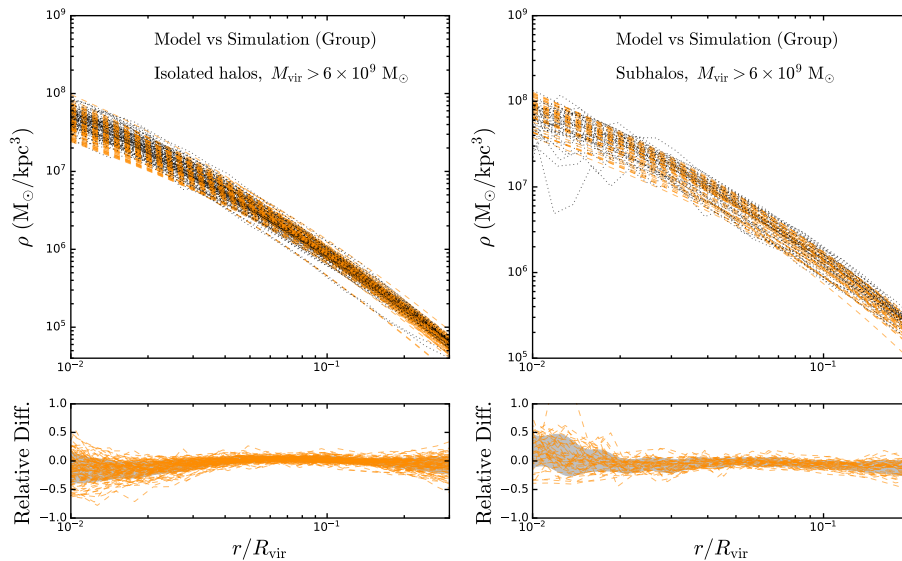 Model vs Simulation (Group)
Isolated halos, M_vir > 6 × 10^9 M_⊙
ρ (M_⊙/kpc^3)
10^9
10^8
10^7
10^6
10^5
10^-2
10^-1
Relative Diff.
1.0
0.5
0.0
−0.5
−1.0
10^-2
10^-1
r/R_vir
Model vs Simulation (Group)
Subhalos, M_vir > 6 × 10^9 M_⊙
ρ (M_⊙/kpc^3)
10^9
10^8
10^7
10^6
10^5
10^-2
10^-1
Relative Diff.
1.0
0.5
0.0
−0.5
−1.0
10^-2
10^-1
r/R_vir